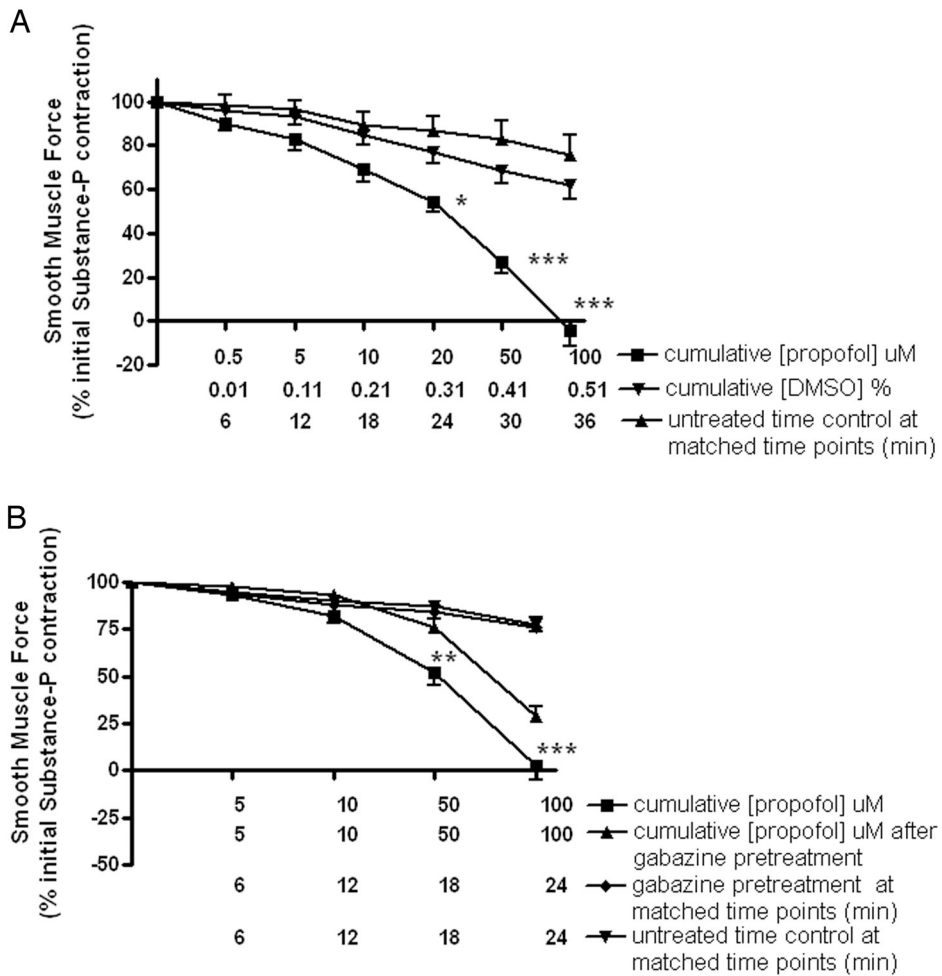 A
Smooth Muscle Force
(% initial Substance-P contraction)
100
80
60
40
20
0
-20
*
***
***
0.5 5 10 20 50 100 cumulative [propofol] uM
0.01 0.11 0.21 0.31 0.41 0.51 cumulative [DMSO] %
6 12 18 24 30 36 untreated time control at
matched time points (min)
B
Smooth Muscle Force
(% initial Substance-P contraction)
100
75
50
25
0
-25
-50
**
***
5 10 50 100 cumulative [propofol] uM
5 10 50 100 cumulative [propofol] uM after
gabazine pretreatment
6 12 18 24 gabazine pretreatment at
matched time points (min)
6 12 18 24 untreated time control at
matched time points (min)